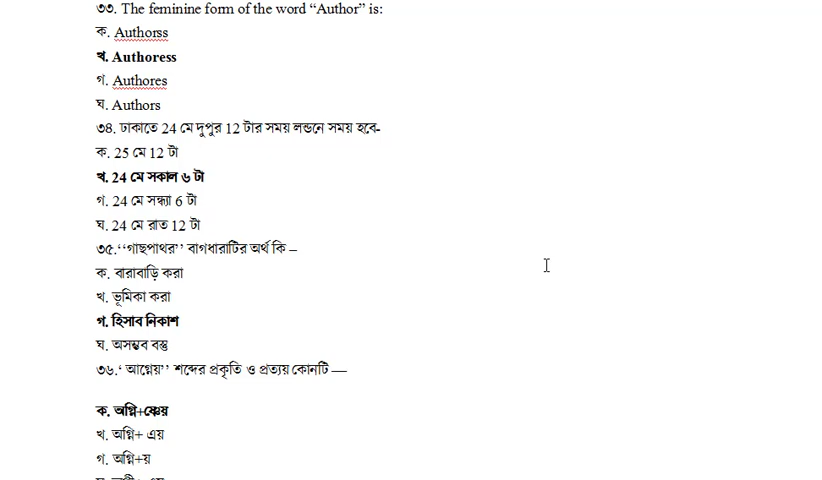 ৩৩. The feminine form of the word “Author” is:
ক. Authorss
খ. Authoress
গ. Authores
ঘ. Authors
৩৪. ঢাকাতে 24 মে দুপুর 12 টার সময় লন্ডনে সময় হবে-
ক. 25 মে 12 টা
খ. 24 মে সকাল ৬ টা
গ. 24 মে সন্ধ্যা 6 টা
ঘ. 24 মে রাত 12 টা
৩৫.‘‘গাছপাথর’’ বাগধারাটির অর্থ কি –
ক. বারাবাড়ি করা
খ. ভূমিকা করা
গ. হিসাব নিকাশ
ঘ. অসম্ভব বস্তু
৩৬.‘ আগ্নেয়’’ শব্দের প্রকৃতি ও প্রত্যয় কোনটি —
ক. অগ্নি+ষ্ণেয়
খ. অগ্নি+ এয়
গ. অগ্নি+য়